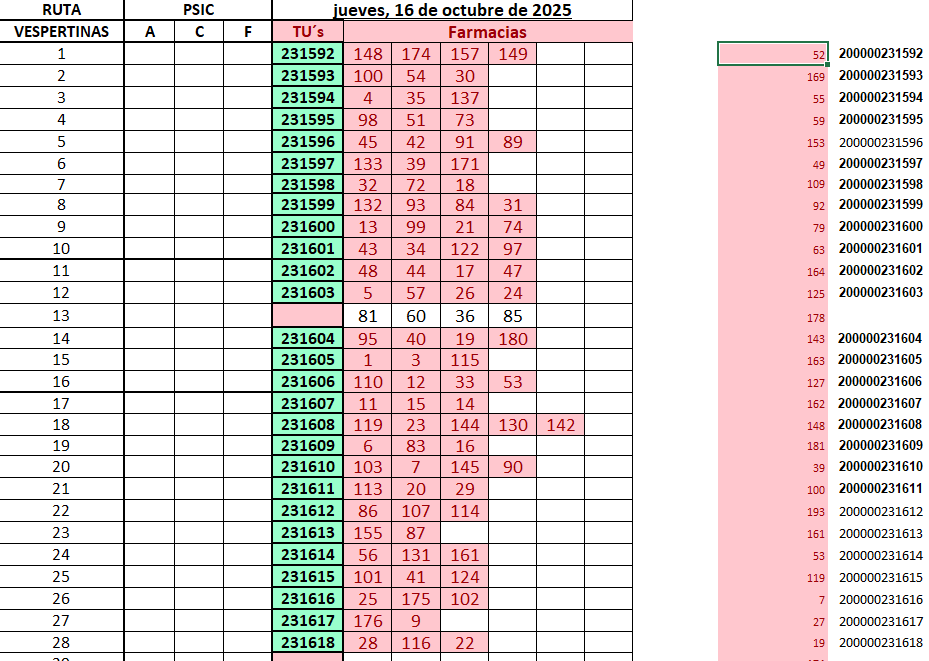 RUTA PSIC jueves, 16 de octubre de 2025
VESPERTINAS A C F TU´s Farmacias
1 231592 148 174 157 149 52 200000231592
2 231593 100 54 30 169 200000231593
3 231594 4 35 137 55 200000231594
4 231595 98 51 73 59 200000231595
5 231596 45 42 91 89 153 200000231596
6 231597 133 39 171 49 200000231597
7 231598 32 72 18 109 200000231598
8 231599 132 93 84 31 92 200000231599
9 231600 13 99 21 74 79 200000231600
10 231601 43 34 122 97 63 200000231601
11 231602 48 44 17 47 164 200000231602
12 231603 5 57 26 24 125 200000231603
13 81 60 36 85 178
14 231604 95 40 19 180 143 200000231604
15 231605 1 3 115 163 200000231605
16 231606 110 12 33 53 127 200000231606
17 231607 11 15 14 162 200000231607
18 231608 119 23 144 130 142 148 200000231608
19 231609 6 83 16 181 200000231609
20 231610 103 7 145 90 39 200000231610
21 231611 113 20 29 100 200000231611
22 231612 86 107 114 193 200000231612
23 231613 155 87 161 200000231613
24 231614 56 131 161 53 200000231614
25 231615 101 41 124 119 200000231615
26 231616 25 175 102 7 200000231616
27 231617 176 9 27 200000231617
28 231618 28 116 22 19 200000231618